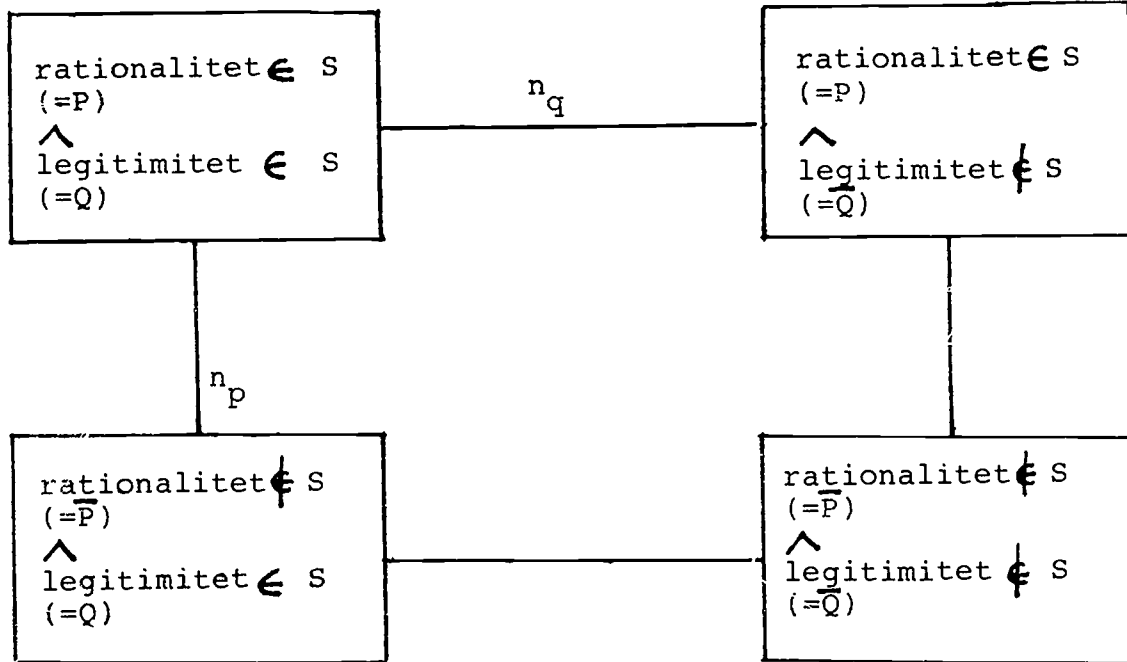 rationalitet ∈ S
(=P)
∧
legitimitet ∈ S
(=Q)
n_q
rationalitet ∈ S
(=P)
∧
legitimitet ∉ S
(=Q̅)
n_p
rationalitet ∉ S
(=P̅)
∧
legitimitet ∈ S
(=Q)
rationalitet ∉ S
(=P̅)
∧
legitimitet ∉ S
(=Q̅)